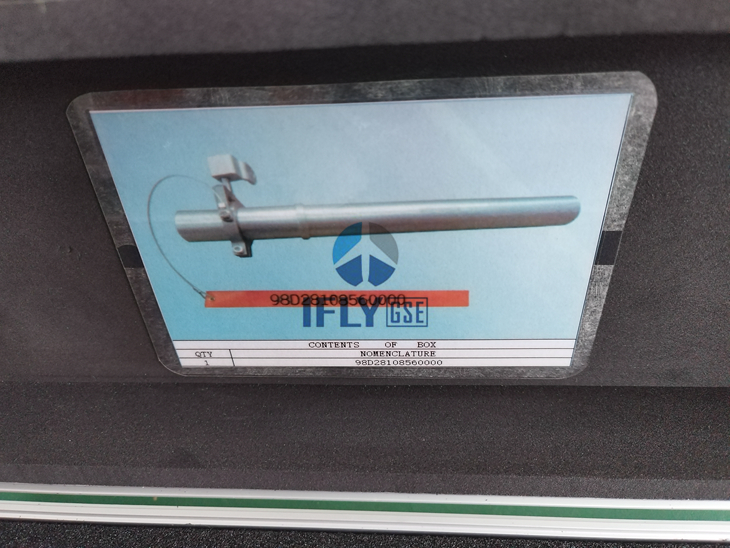 98D28108560000
IFLY GSE
CONTENTS OF BOX
QTY NOMENCLATURE
1 98D28108560000